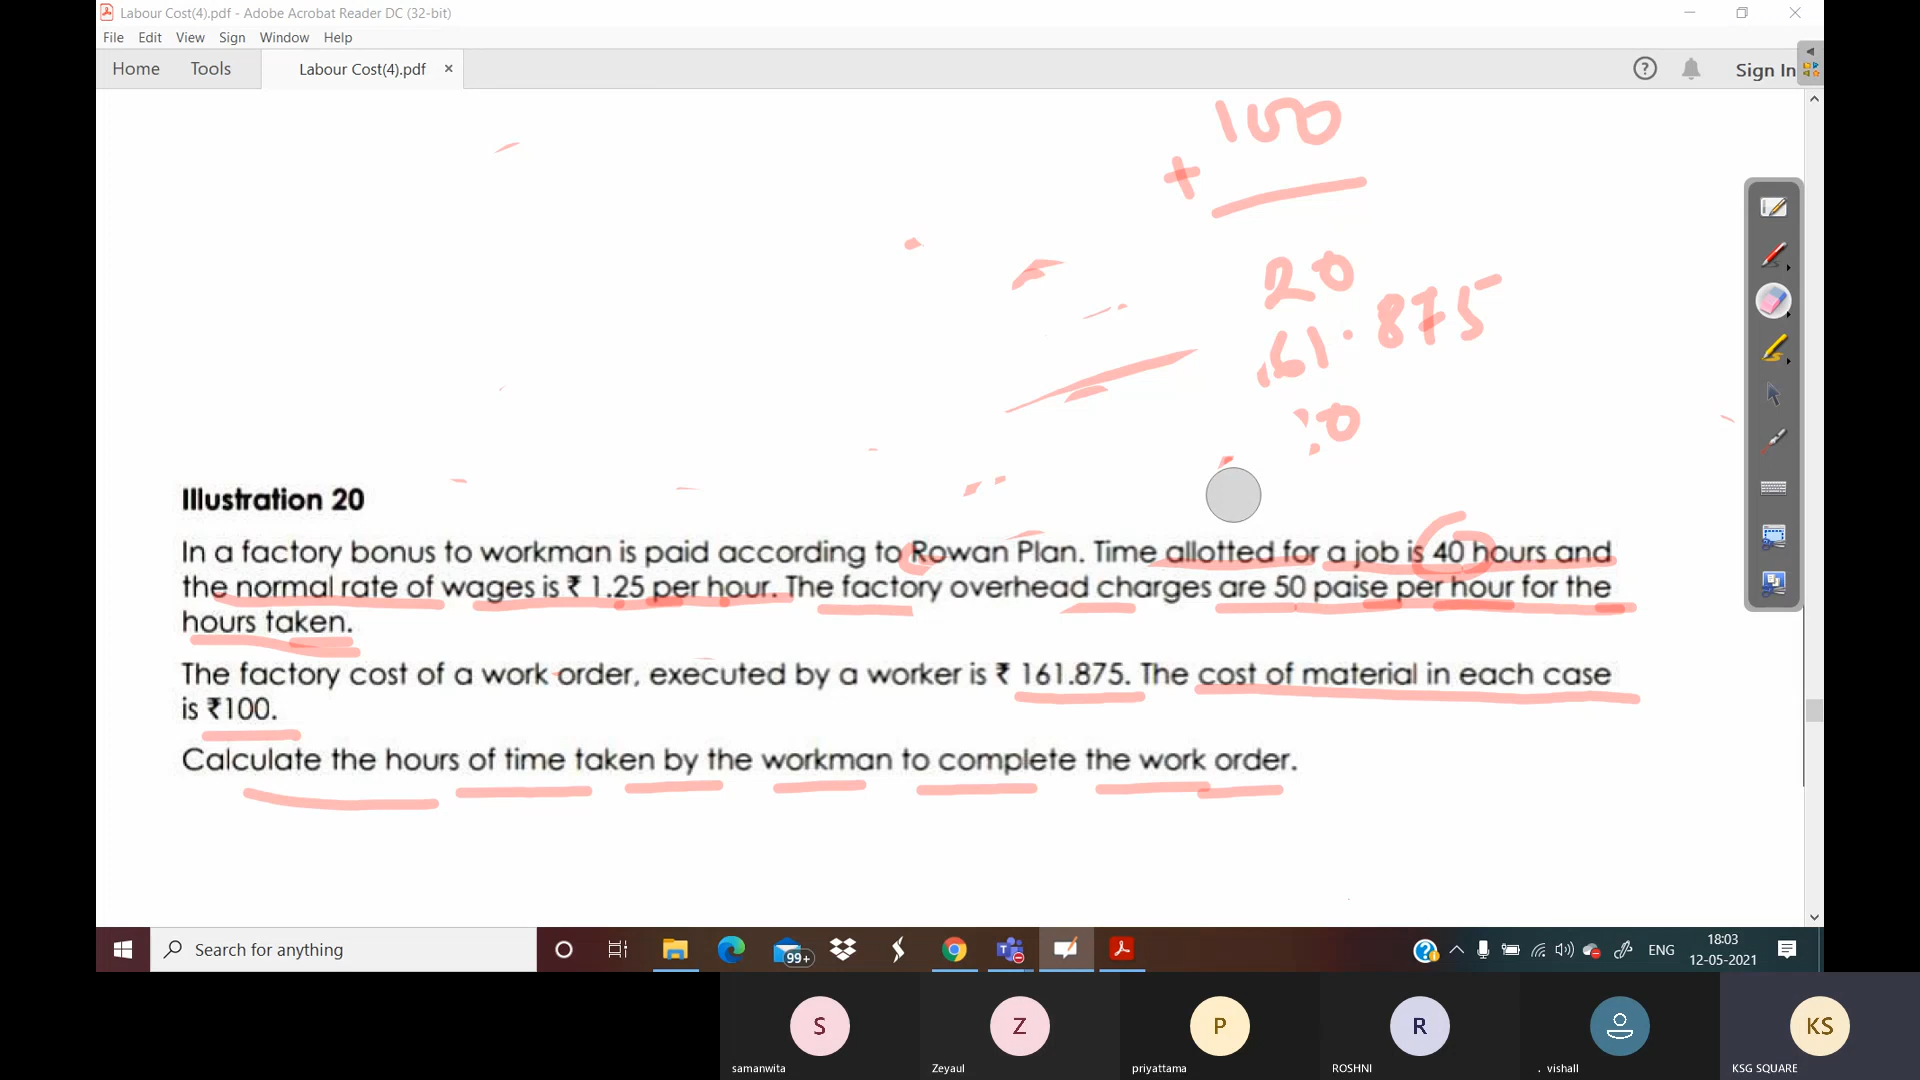 Labour Cost(4).pdf - Adobe Acrobat Reader DC (32-bit)
File Edit View Sign Window Help
Home Tools Labour Cost(4).pdf × Sign In
100
+
20
61.875
0
Illustration 20
In a factory bonus to workman is paid according to Rowan Plan. Time allotted for a job is 40 hours and
the normal rate of wages is ₹ 1.25 per hour. The factory overhead charges are 50 paise per hour for the
hours taken.
The factory cost of a work order, executed by a worker is ₹ 161.875. The cost of material in each case
is ₹100.
Calculate the hours of time taken by the workman to complete the work order.
Search for anything
99+
ENG
18:03
12-05-2021
S Z P R KS
samanwita Zeyaul priyattama ROSHNI . vishall KSG SQUARE